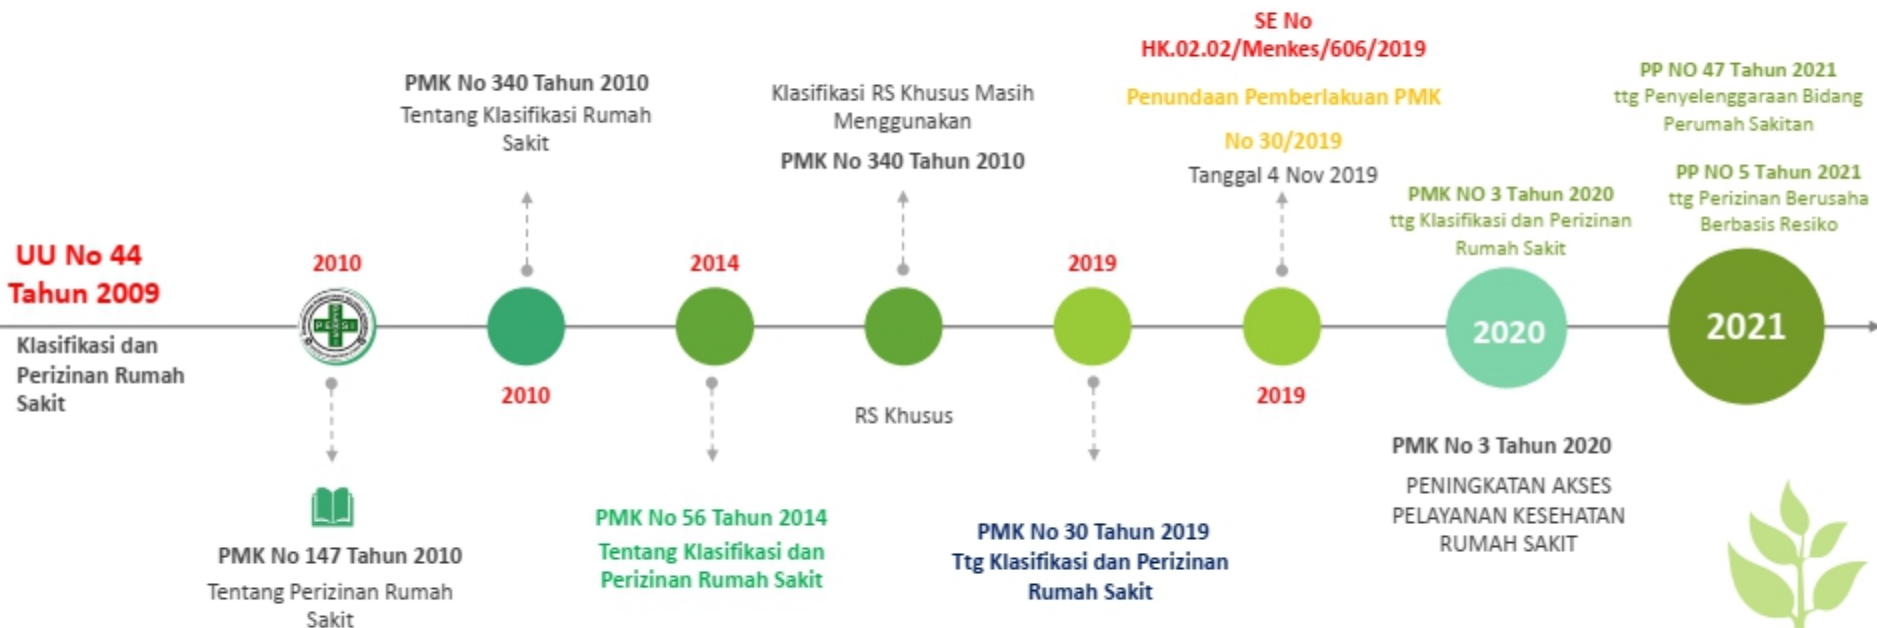 UU No 44
Tahun 2009
Klasifikasi dan
Perizinan Rumah
Sakit
2010
PMK No 147 Tahun 2010
Tentang Perizinan Rumah
Sakit
PMK No 340 Tahun 2010
Tentang Klasifikasi Rumah
Sakit
2010
2014
PMK No 56 Tahun 2014
Tentang Klasifikasi dan
Perizinan Rumah Sakit
Klasifikasi RS Khusus Masih
Menggunakan
PMK No 340 Tahun 2010
RS Khusus
2019
PMK No 30 Tahun 2019
Ttg Klasifikasi dan Perizinan
Rumah Sakit
SE No
HK.02.02/Menkes/606/2019
Penundaan Pemberlakuan PMK
No 30/2019
Tanggal 4 Nov 2019
2019
PMK NO 3 Tahun 2020
ttg Klasifikasi dan Perizinan
Rumah Sakit
2020
PMK No 3 Tahun 2020
PENINGKATAN AKSES
PELAYANAN KESEHATAN
RUMAH SAKIT
PP NO 47 Tahun 2021
ttg Penyelenggaraan Bidang
Perumah Sakitan
PP NO 5 Tahun 2021
ttg Perizinan Berusaha
Berbasis Resiko
2021